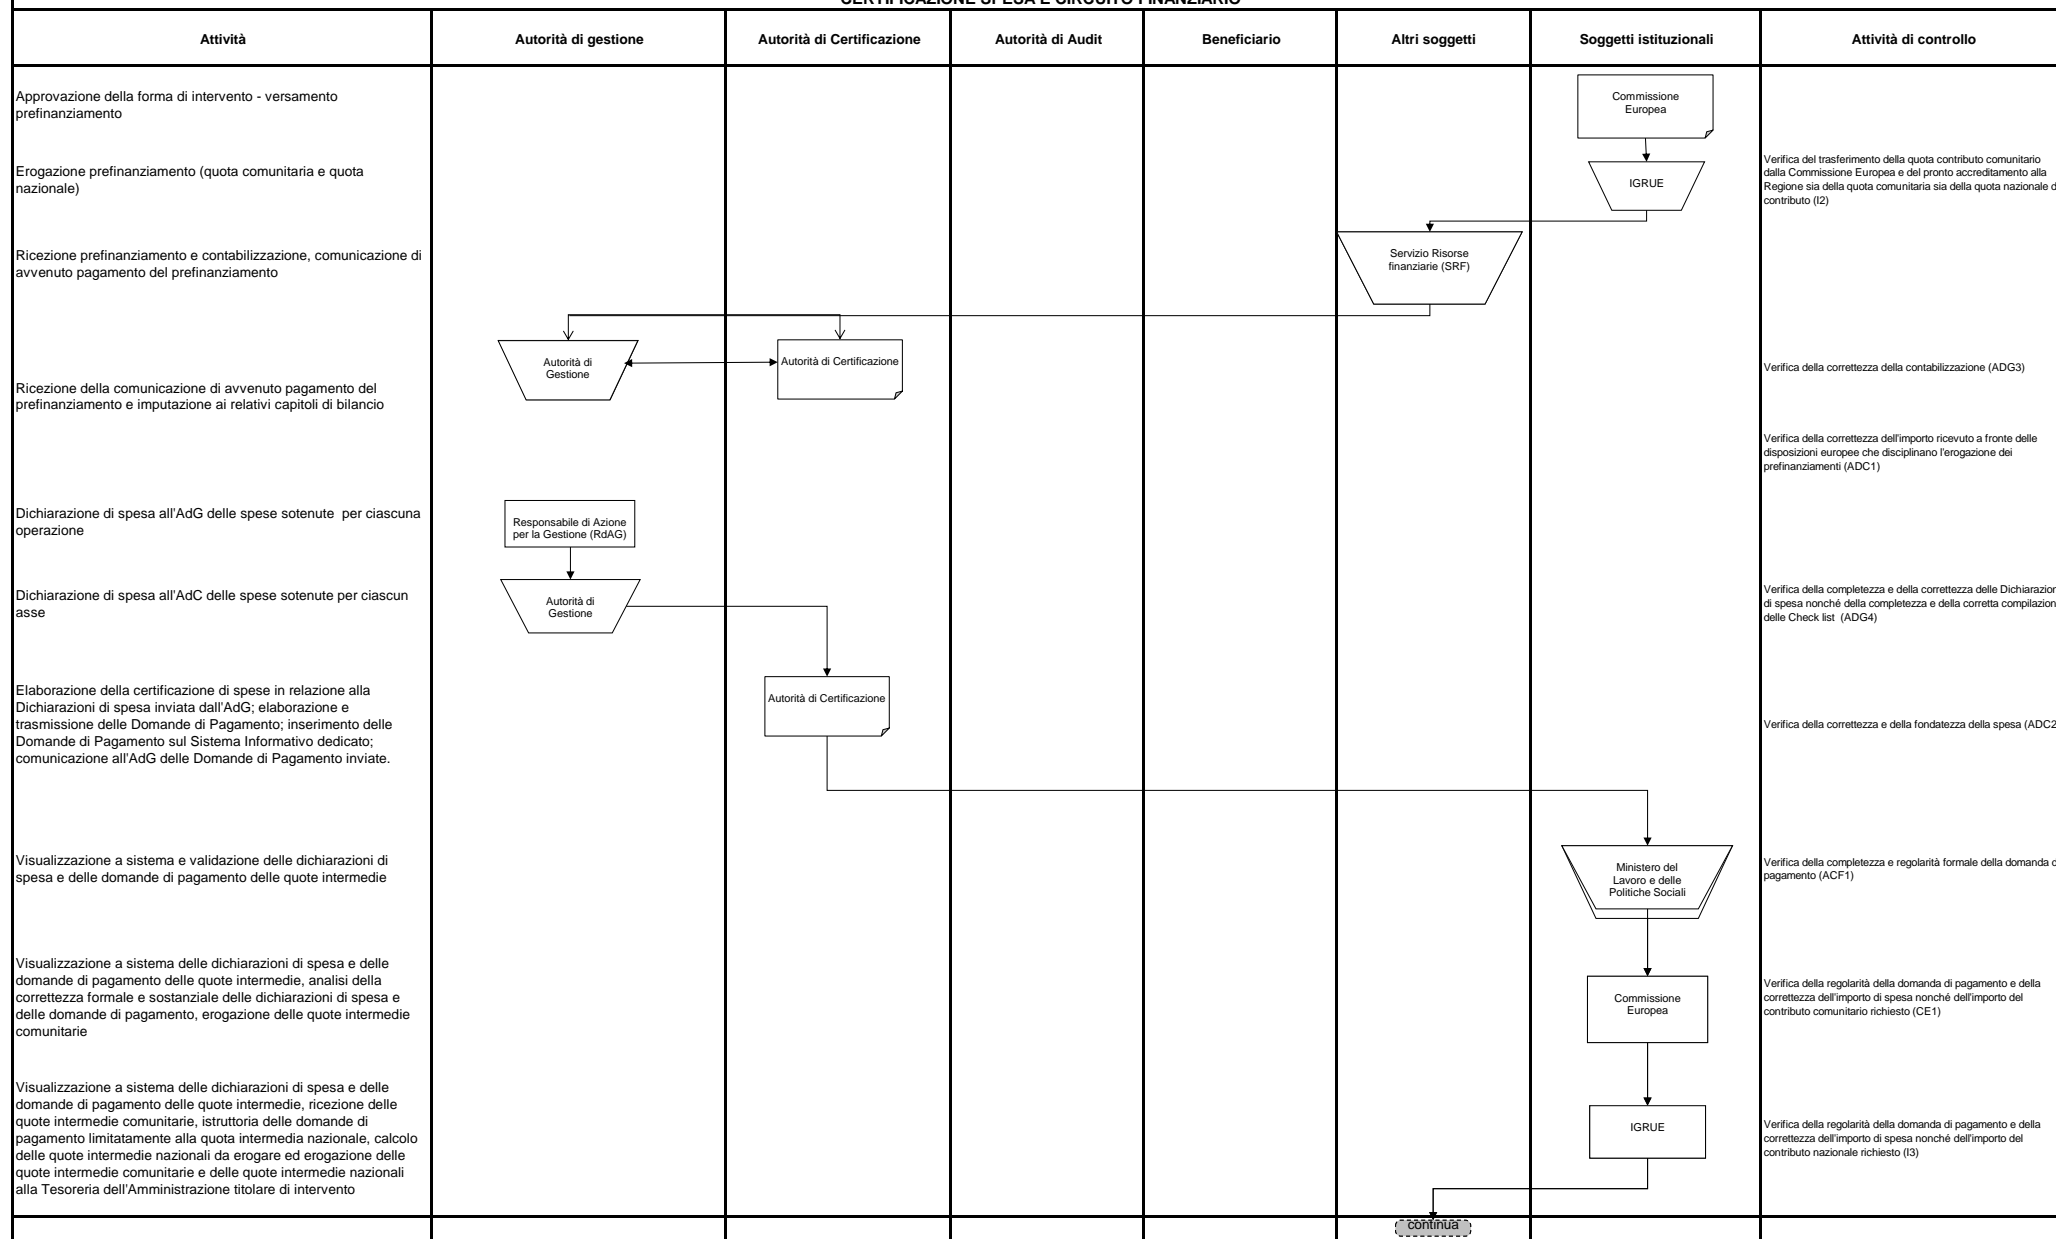 CERTIFICAZIONE SPESA E CIRCUITO FINANZIARIO
Attività
Autorità di gestione
Autorità di Certificazione
Autorità di Audit
Beneficiario
Altri soggetti
Soggetti istituzionali
Attività di controllo
Approvazione della forma di intervento - versamento
prefinanziamento
Commissione
Europea
Erogazione prefinanziamento (quota comunitaria e quota
nazionale)
IGRUE
Verifica del trasferimento della quota contributo comunitario
dalla Commissione Europea e del pronto accreditamento alla
Regione sia della quota comunitaria sia della quota nazionale d
contributo (I2)
Ricezione prefinanziamento e contabilizzazione, comunicazione di
avvenuto pagamento del prefinanziamento
Servizio Risorse
finanziarie (SRF)
Ricezione della comunicazione di avvenuto pagamento del
prefinanziamento e imputazione ai relativi capitoli di bilancio
Autorità di
Gestione
Autorità di Certificazione
Verifica della correttezza della contabilizzazione (ADG3)
Verifica della correttezza dell'importo ricevuto a fronte delle
disposizioni europee che disciplinano l'erogazione dei
prefinanziamenti (ADC1)
Dichiarazione di spesa all'AdG delle spese sotenute  per ciascuna
operazione
Responsabile di Azione
per la Gestione (RdAG)
Dichiarazione di spesa all'AdC delle spese sotenute per ciascun
asse
Autorità di
Gestione
Verifica della completezza e della correttezza delle Dichiarazion
di spesa nonché della completezza e della corretta compilazion
delle Check list  (ADG4)
Elaborazione della certificazione di spese in relazione alla
Dichiarazioni di spesa inviata dall'AdG; elaborazione e
trasmissione delle Domande di Pagamento; inserimento delle
Domande di Pagamento sul Sistema Informativo dedicato;
comunicazione all'AdG delle Domande di Pagamento inviate.
Autorità di Certificazione
Verifica della correttezza e della fondatezza della spesa (ADC2
Visualizzazione a sistema e validazione delle dichiarazioni di
spesa e delle domande di pagamento delle quote intermedie
Ministero del
Lavoro e delle
Politiche Sociali
Verifica della completezza e regolarità formale della domanda d
pagamento (ACF1)
Visualizzazione a sistema delle dichiarazioni di spesa e delle
domande di pagamento delle quote intermedie, analisi della
correttezza formale e sostanziale delle dichiarazioni di spesa e
delle domande di pagamento, erogazione delle quote intermedie
comunitarie
Commissione
Europea
Verifica della regolarità della domanda di pagamento e della
correttezza dell'importo di spesa nonché dell'importo del
contributo comunitario richiesto (CE1)
Visualizzazione a sistema delle dichiarazioni di spesa e delle
domande di pagamento delle quote intermedie, ricezione delle
quote intermedie comunitarie, istruttoria delle domande di
pagamento limitatamente alla quota intermedia nazionale, calcolo
delle quote intermedie nazionali da erogare ed erogazione delle
quote intermedie comunitarie e delle quote intermedie nazionali
alla Tesoreria dell'Amministrazione titolare di intervento
IGRUE
Verifica della regolarità della domanda di pagamento e della
correttezza dell'importo di spesa nonché dell'importo del
contributo nazionale richiesto (I3)
continua